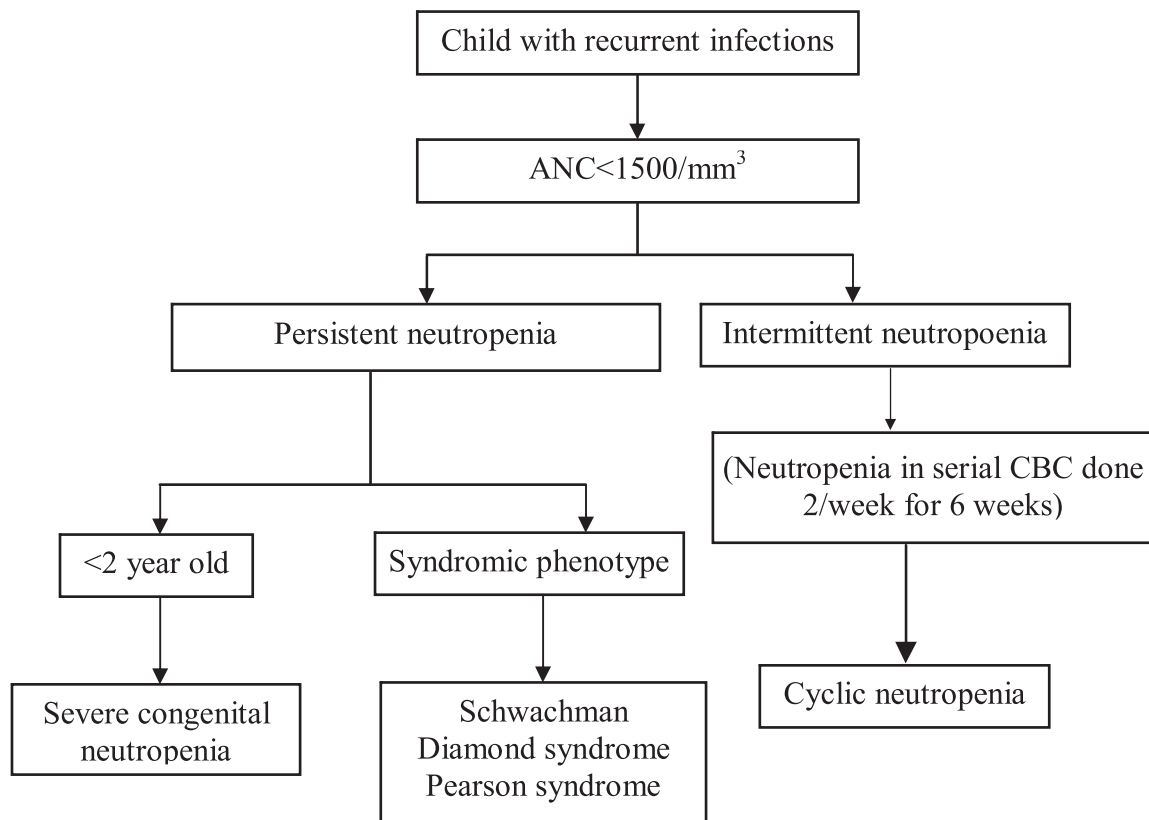 Child with recurrent infections
ANC<1500/mm³
Persistent neutropenia
Intermittent neutropoenia
(Neutropenia in serial CBC done
2/week for 6 weeks)
<2 year old
Syndromic phenotype
Severe congenital
neutropenia
Schwachman
Diamond syndrome
Pearson syndrome
Cyclic neutropenia